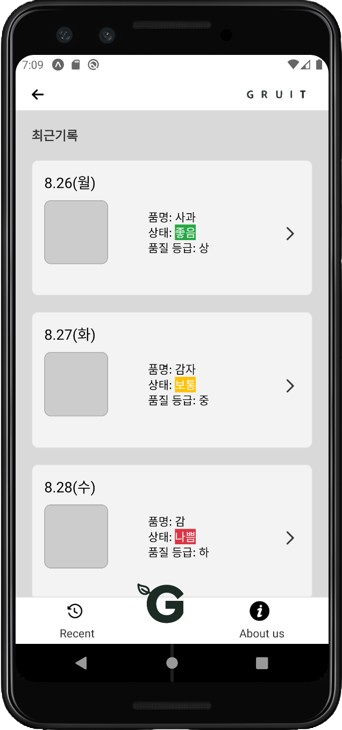 7:09
GRUIT
최근기록
8.26(월)
품명: 사과
상태: 좋음
품질 등급: 상
8.27(화)
품명: 감자
상태: 보통
품질 등급: 중
8.28(수)
품명: 감
상태: 나쁨
품질 등급: 하
G
Recent
About us